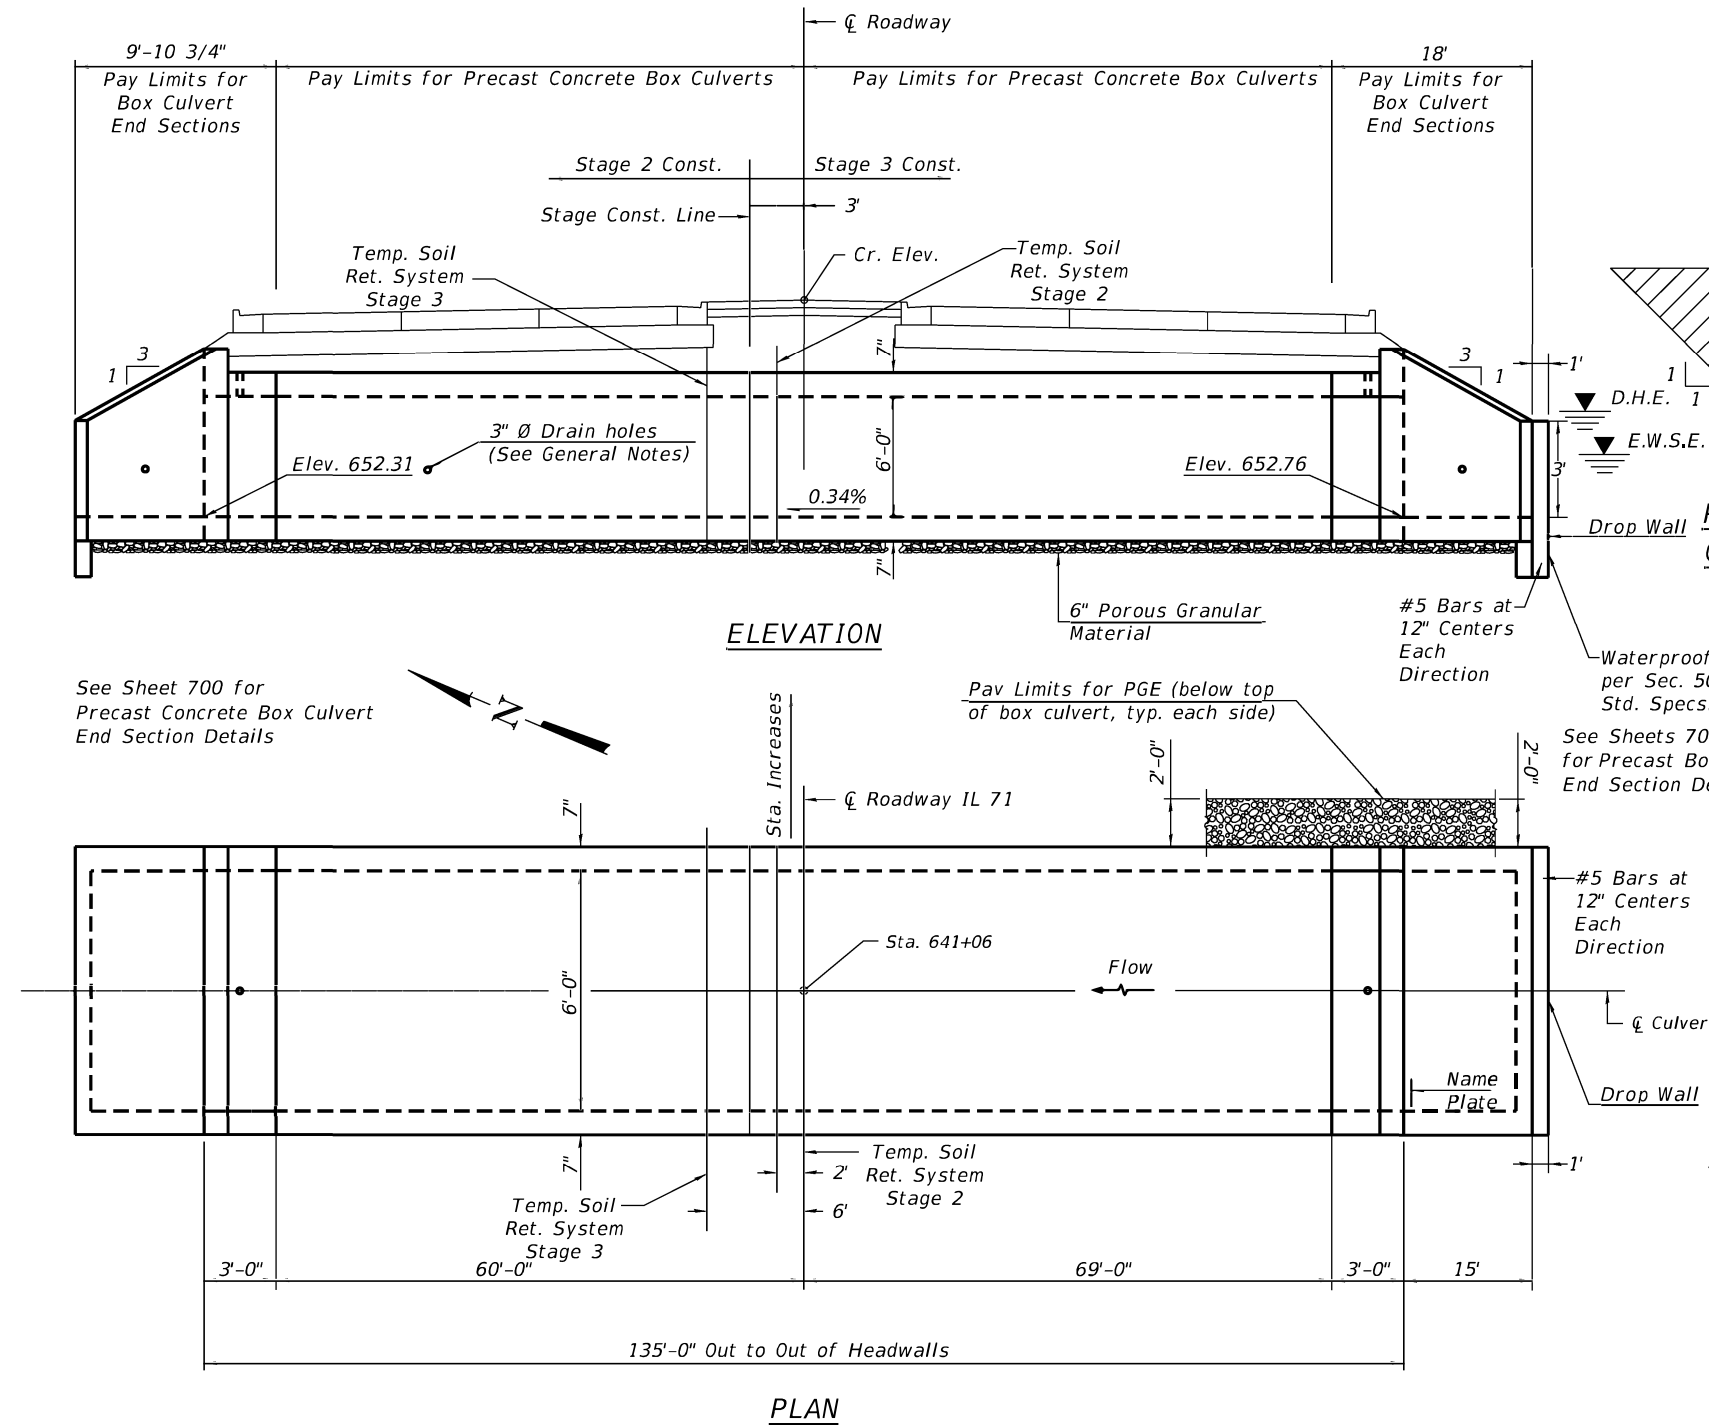 ℄ Roadway
9'-10 3/4"
18'
Pay Limits for
Box Culvert
End Sections
Pay Limits for Precast Concrete Box Culverts
Pay Limits for Precast Concrete Box Culverts
Pay Limits for
Box Culvert
End Sections
Stage 2 Const.
Stage 3 Const.
Stage Const. Line
3'
Temp. Soil
Ret. System
Stage 3
Cr. Elev.
Temp. Soil
Ret. System
Stage 2
3
1
7"
3
1
1'
D.H.E.
1
1
E.W.S.E.
3" Ø Drain holes
(See General Notes)
Elev. 652.31
6'-0"
Elev. 652.76
3'
0.34%
Drop Wall
7"
6" Porous Granular
Material
#5 Bars at
12" Centers
Each
Direction
ELEVATION
Waterproof
per Sec. 50
Std. Specs.
See Sheet 700 for
Precast Concrete Box Culvert
End Section Details
N
Sta. Increases
Pay Limits for PGE (below top
of box culvert, typ. each side)
See Sheets 70
for Precast Bo
End Section De
2'-0"
2'-0"
7"
℄ Roadway IL 71
#5 Bars at
12" Centers
Each
Direction
Sta. 641+06
Flow
6'-0"
℄ Culver
Name
Plate
Drop Wall
7"
2'
Temp. Soil
Ret. System
Stage 2
1'
Temp. Soil
Ret. System
Stage 3
6'
3'-0"
60'-0"
69'-0"
3'-0"
15'
135'-0" Out to Out of Headwalls
PLAN